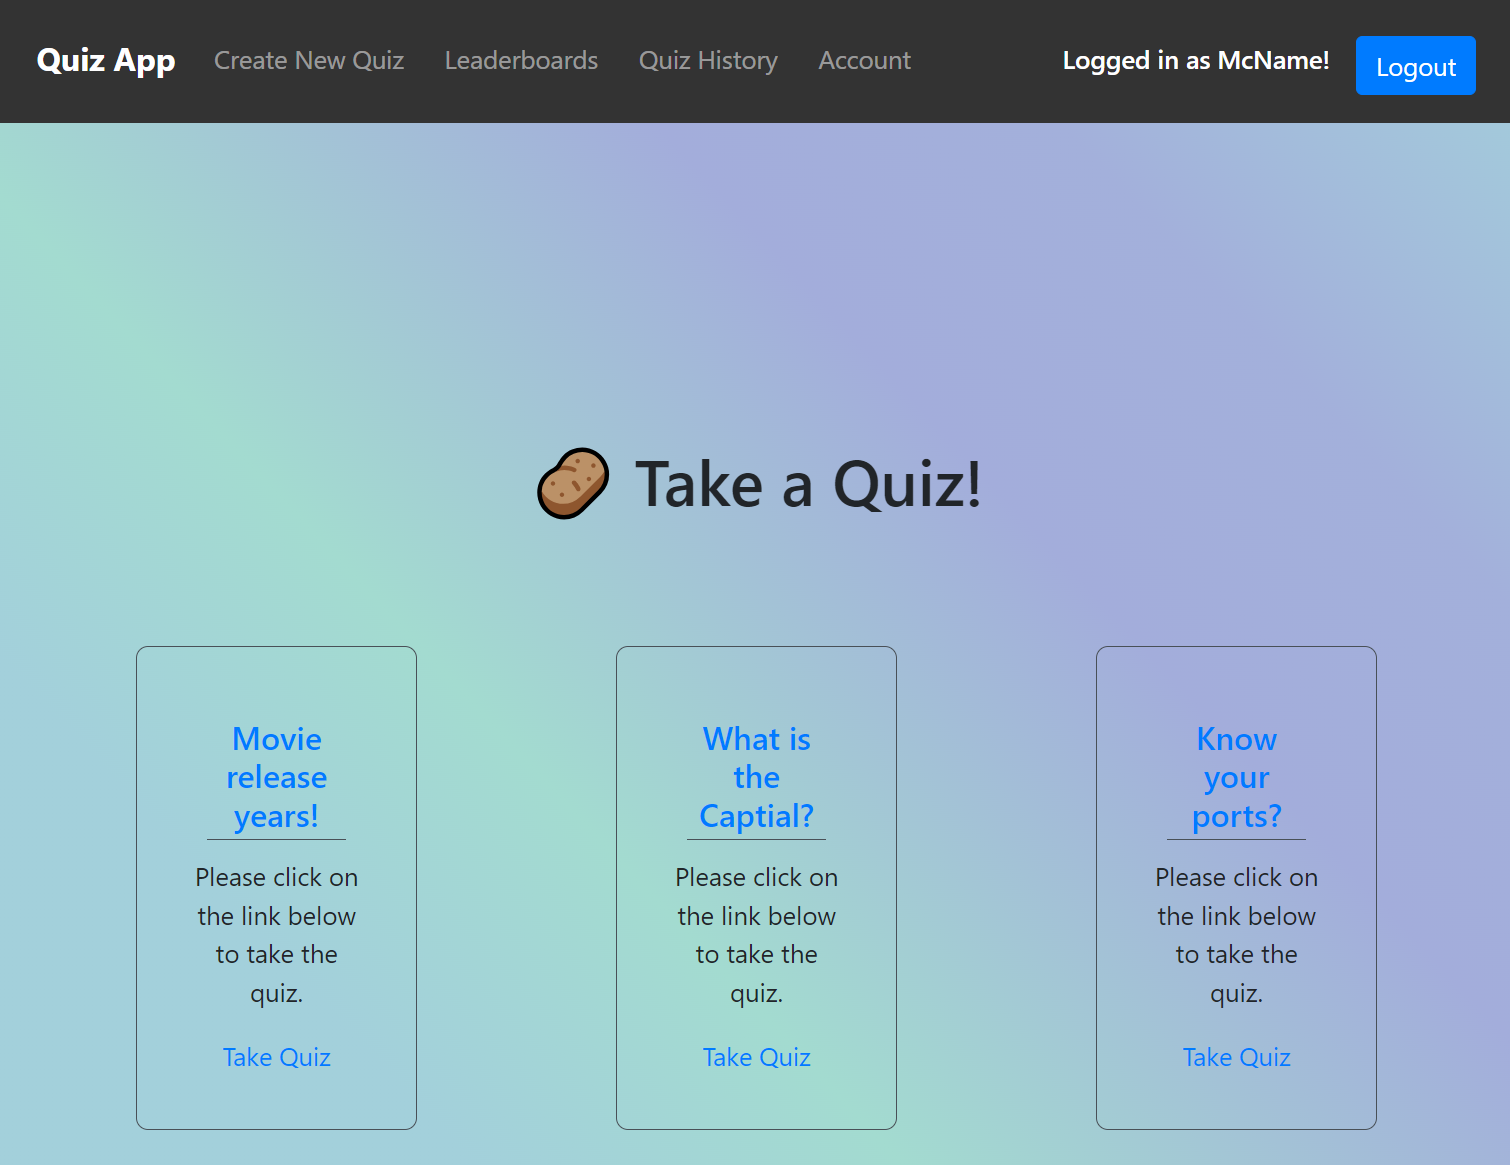 Quiz App Create New Quiz Leaderboards Quiz History Account Logged in as McName! Logout
Take a Quiz!
Movie
release
years!
Please click on
the link below
to take the
quiz.
Take Quiz
What is
the
Captial?
Please click on
the link below
to take the
quiz.
Take Quiz
Know
your
ports?
Please click on
the link below
to take the
quiz.
Take Quiz